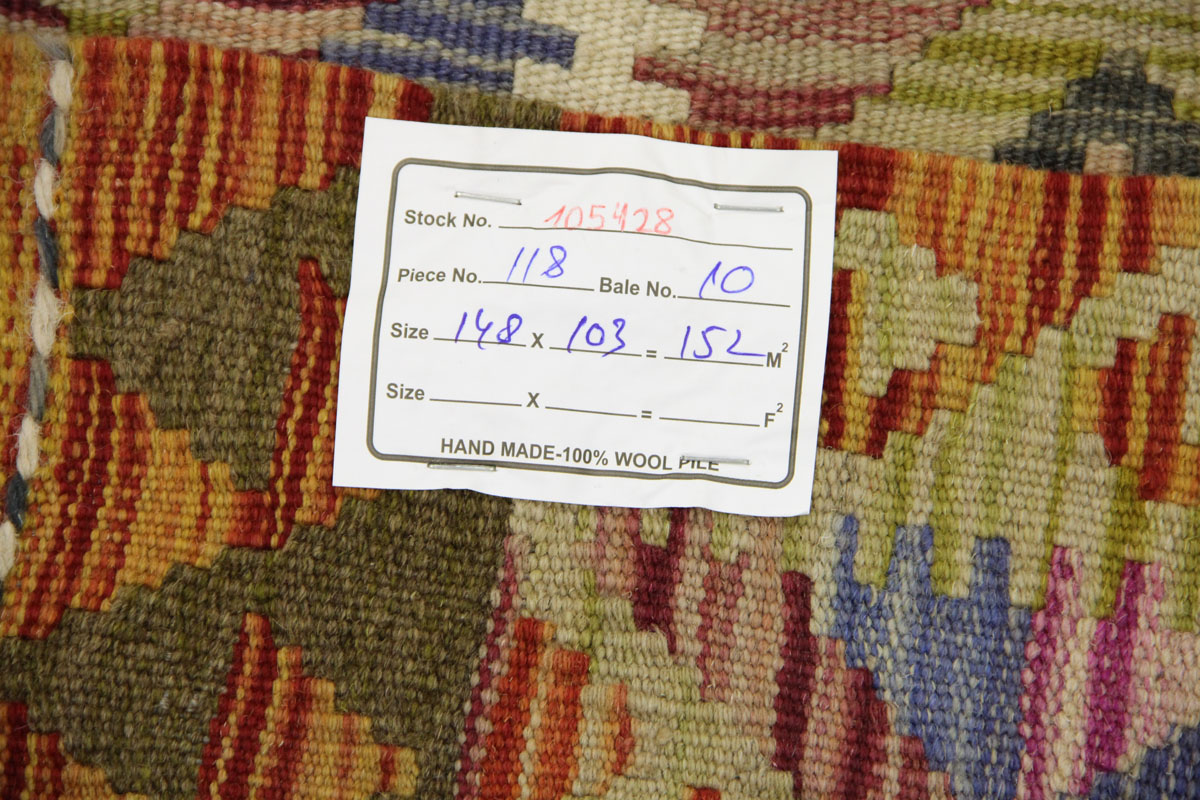 Stock No. 105428
Piece No. 118 Bale No. 10
Size 148 X 103 = 152 M²
Size X = F²
HAND MADE-100% WOOL PILE